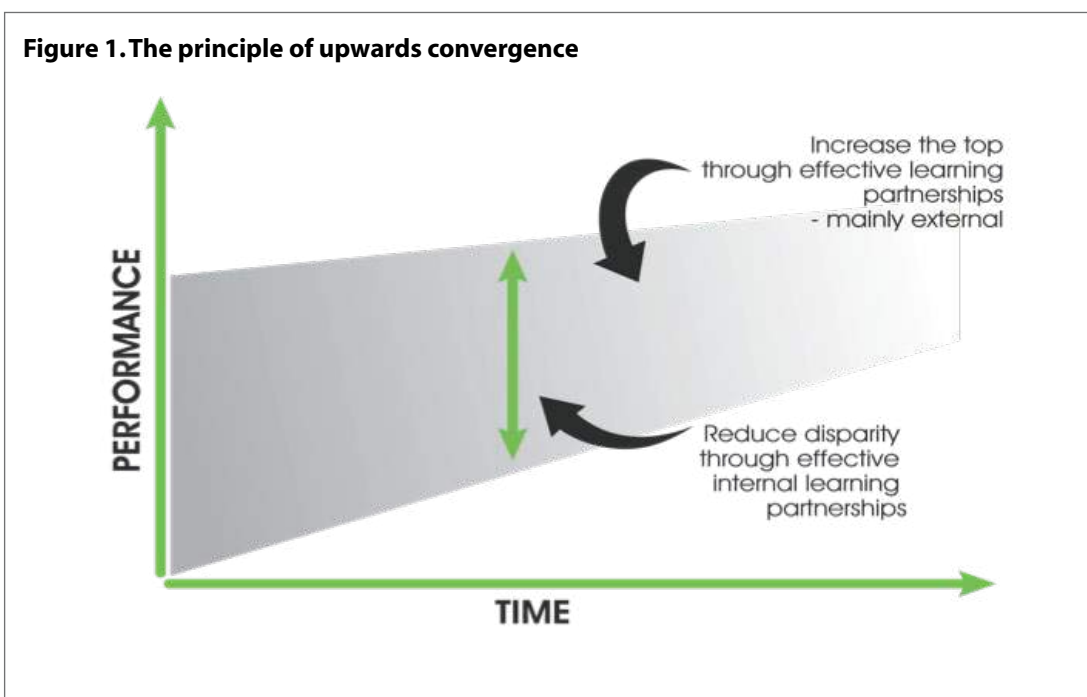 Figure 1. The principle of upwards convergence
Increase the top
through effective learning
partnerships
- mainly external
PERFORMANCE
Reduce disparity
through effective
internal learning
partnerships
TIME